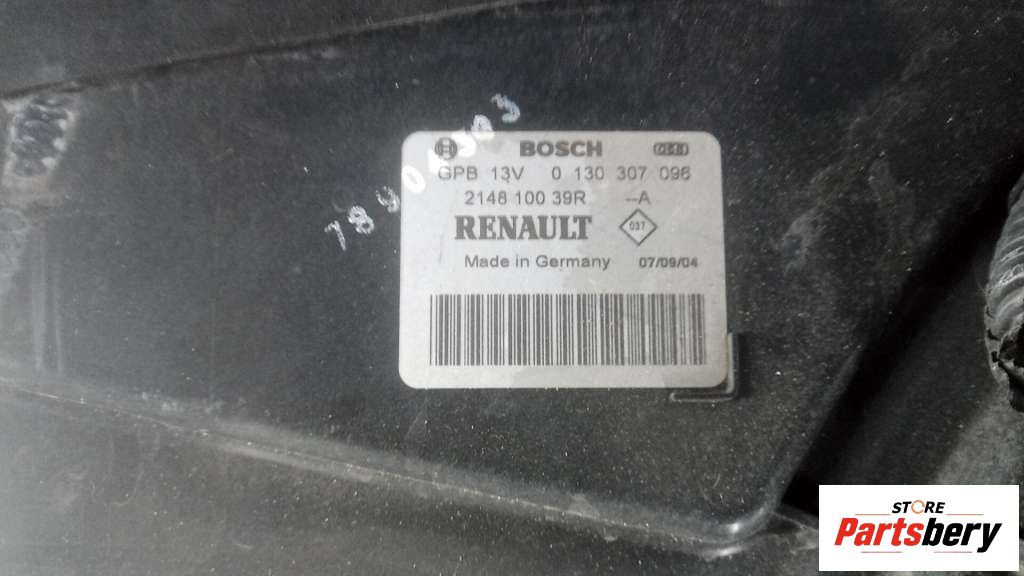 BOSCH
GPB 13V 0 130 307 096
2148 100 39R --A
RENAULT 037
Made in Germany 07/09/04
STORE
Partsbery